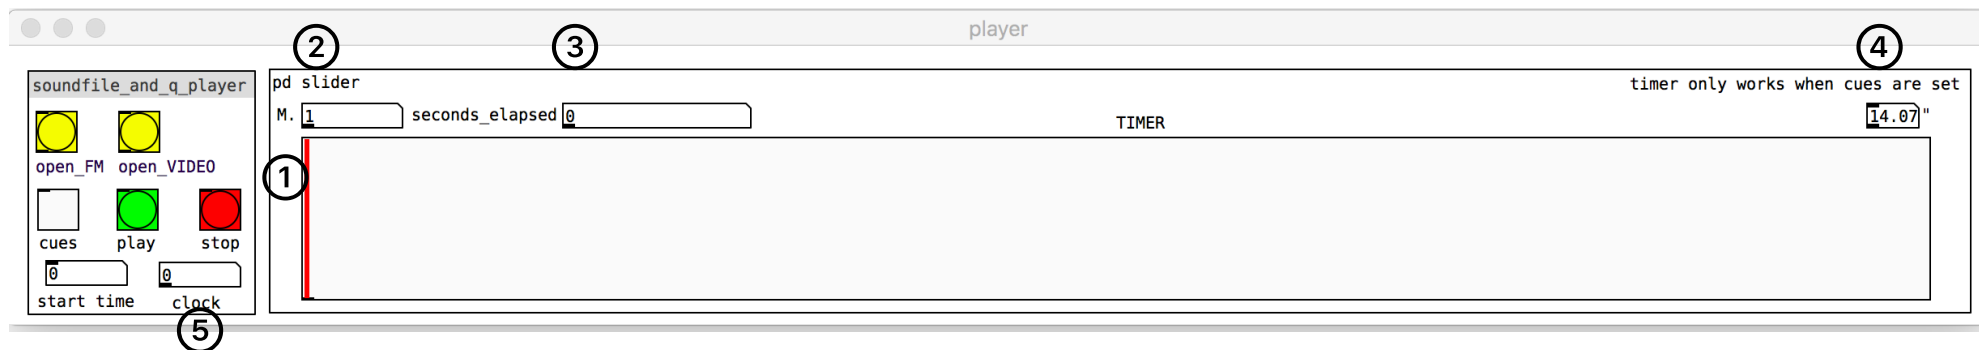 player
2
3
4
soundfile_and_q_player
open_FM open_VIDEO
cues play stop
0 0
start time clock
5
pd slider
timer only works when cues are set
M. 1 seconds_elapsed 0
TIMER
14.07"
1